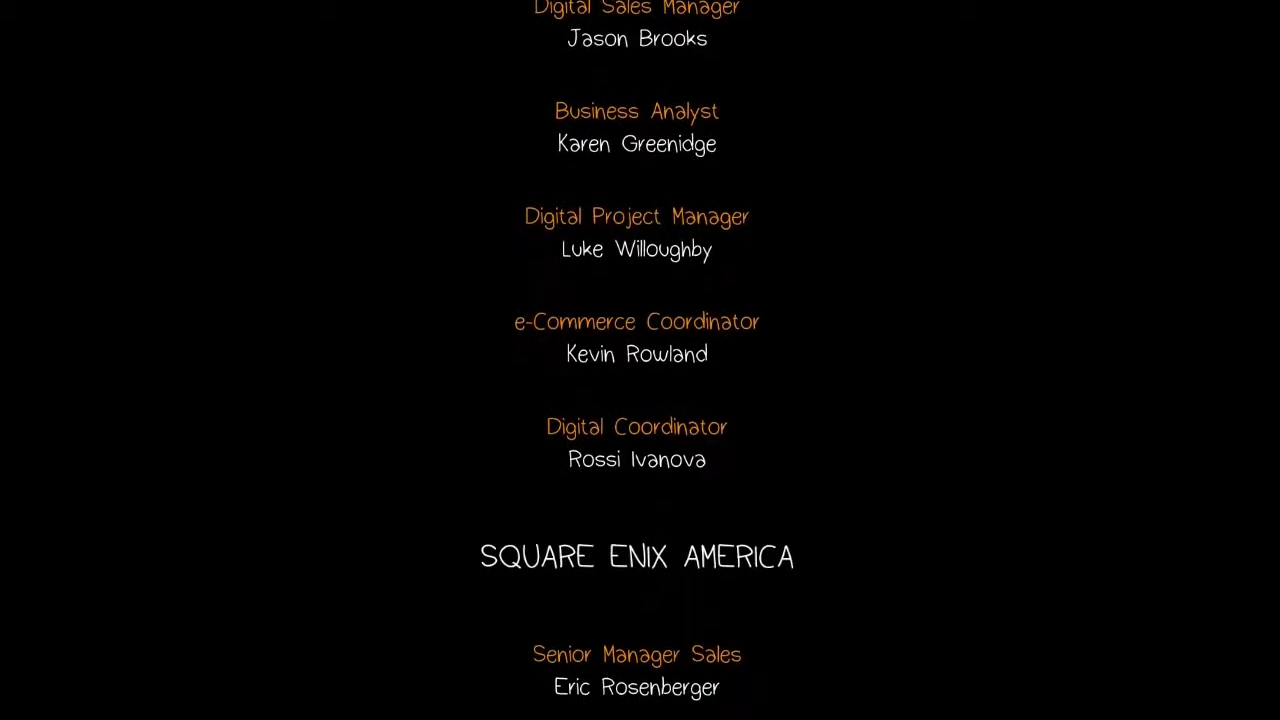 Digital Sales Manager
Jason Brooks
Business Analyst
Karen Greenidge
Digital Project Manager
Luke Willoughby
e-Commerce Coordinator
Kevin Rowland
Digital Coordinator
Rossi Ivanova
SQUARE ENIX AMERICA
Senior Manager Sales
Eric Rosenberger